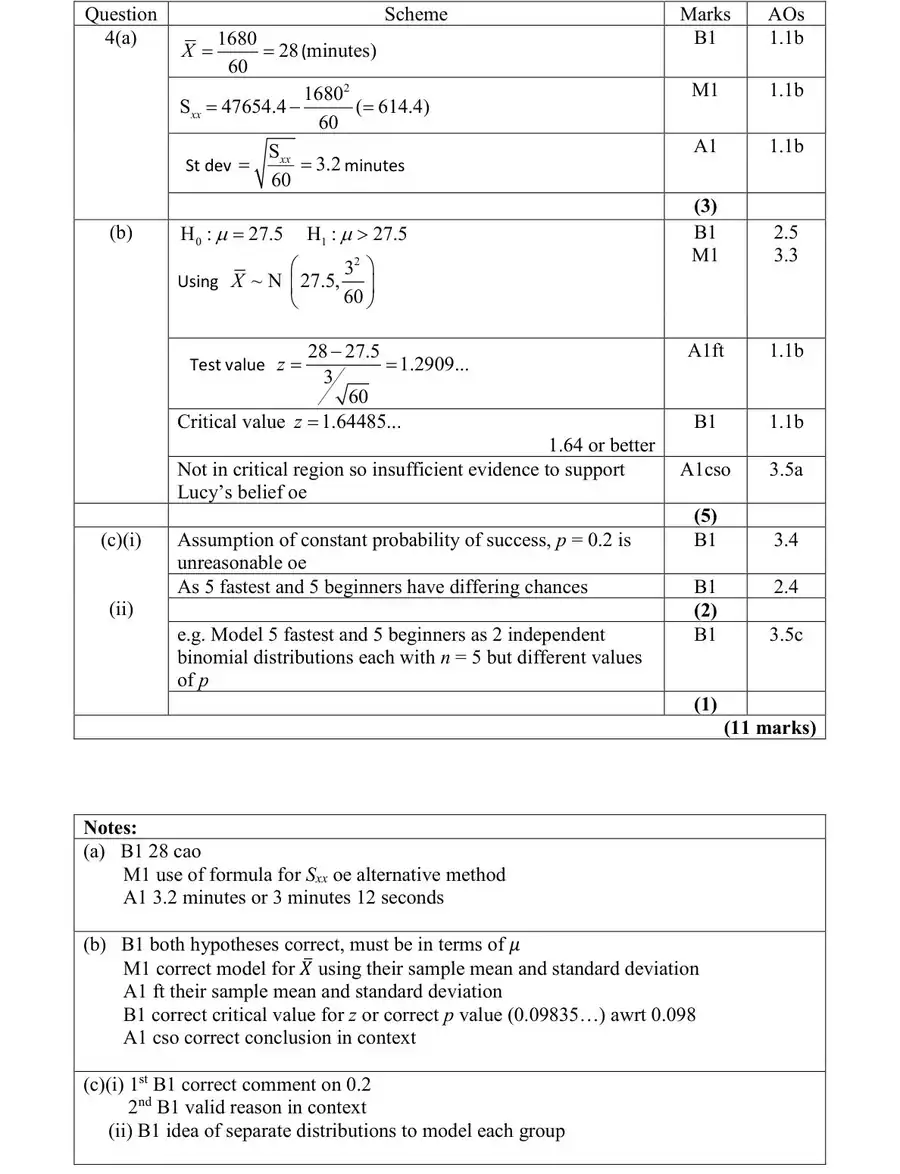 Question Scheme Marks AOs
4(a) X̅ = 1680/60 = 28 (minutes) B1 1.1b
Sₓₓ = 47654.4 − 1680²/60 (= 614.4) M1 1.1b
St dev = √(Sₓₓ/60) = 3.2 minutes A1 1.1b
(3)
(b) H₀ : μ = 27.5 H₁ : μ > 27.5 B1 2.5
Using X̅ ~ N (27.5, 3²/60) M1 3.3
Test value z = (28 − 27.5)/(3/√60) = 1.2909... A1ft 1.1b
Critical value z = 1.64485... B1 1.1b
1.64 or better
Not in critical region so insufficient evidence to support A1cso 3.5a
Lucy's belief oe
(5)
(c)(i) Assumption of constant probability of success, p = 0.2 is B1 3.4
unreasonable oe
As 5 fastest and 5 beginners have differing chances B1 2.4
(ii) (2)
e.g. Model 5 fastest and 5 beginners as 2 independent B1 3.5c
binomial distributions each with n = 5 but different values
of p
(1)
(11 marks)
Notes:
(a) B1 28 cao
M1 use of formula for Sₓₓ oe alternative method
A1 3.2 minutes or 3 minutes 12 seconds
(b) B1 both hypotheses correct, must be in terms of μ
M1 correct model for X̅ using their sample mean and standard deviation
A1 ft their sample mean and standard deviation
B1 correct critical value for z or correct p value (0.09835…) awrt 0.098
A1 cso correct conclusion in context
(c)(i) 1st B1 correct comment on 0.2
2nd B1 valid reason in context
(ii) B1 idea of separate distributions to model each group